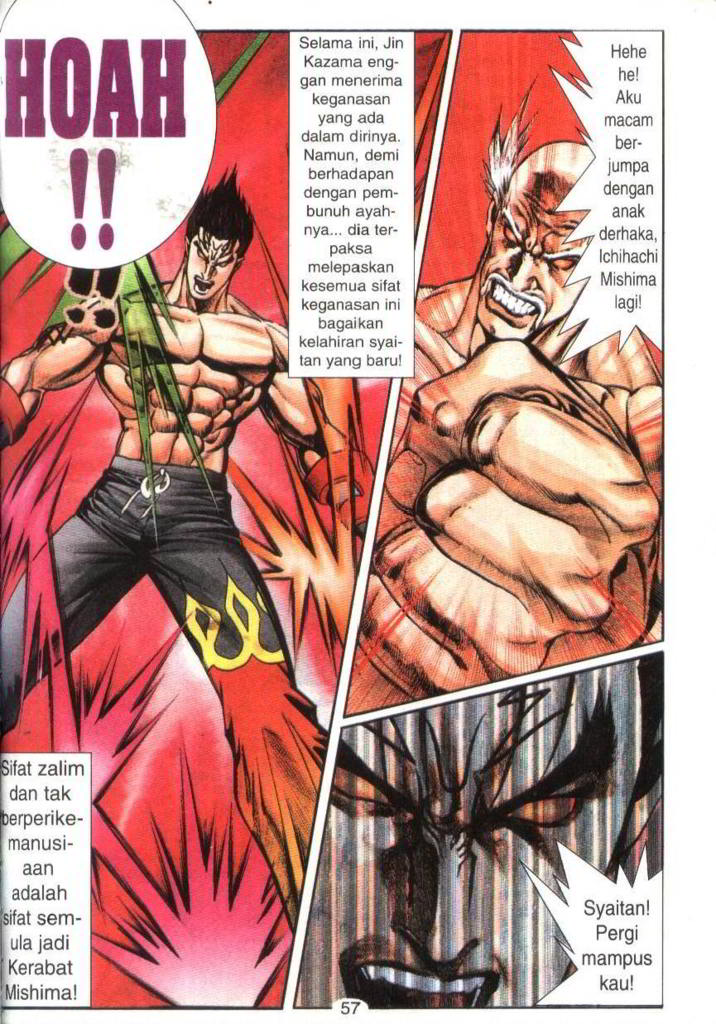 HOAH
!!
Selama ini, Jin
Kazama eng-
gan menerima
keganasan
yang ada
dalam dirinya.
Namun, demi
berhadapan
dengan pem-
bunuh ayah-
nya... dia ter-
paksa
melepaskan
kesemua sifat
keganasan ini
bagaikan
kelahiran syai-
tan yang baru!
Hehe
he!
Aku
macam
ber-
jumpa
dengan
anak
derhaka,
Ichihachi
Mishima
lagi!
Sifat zalim
dan tak
berperike-
manusi-
aan
adalah
sifat sem-
ula jadi
Kerabat
Mishima!
Syaitan!
Pergi
mampus
kau!
57